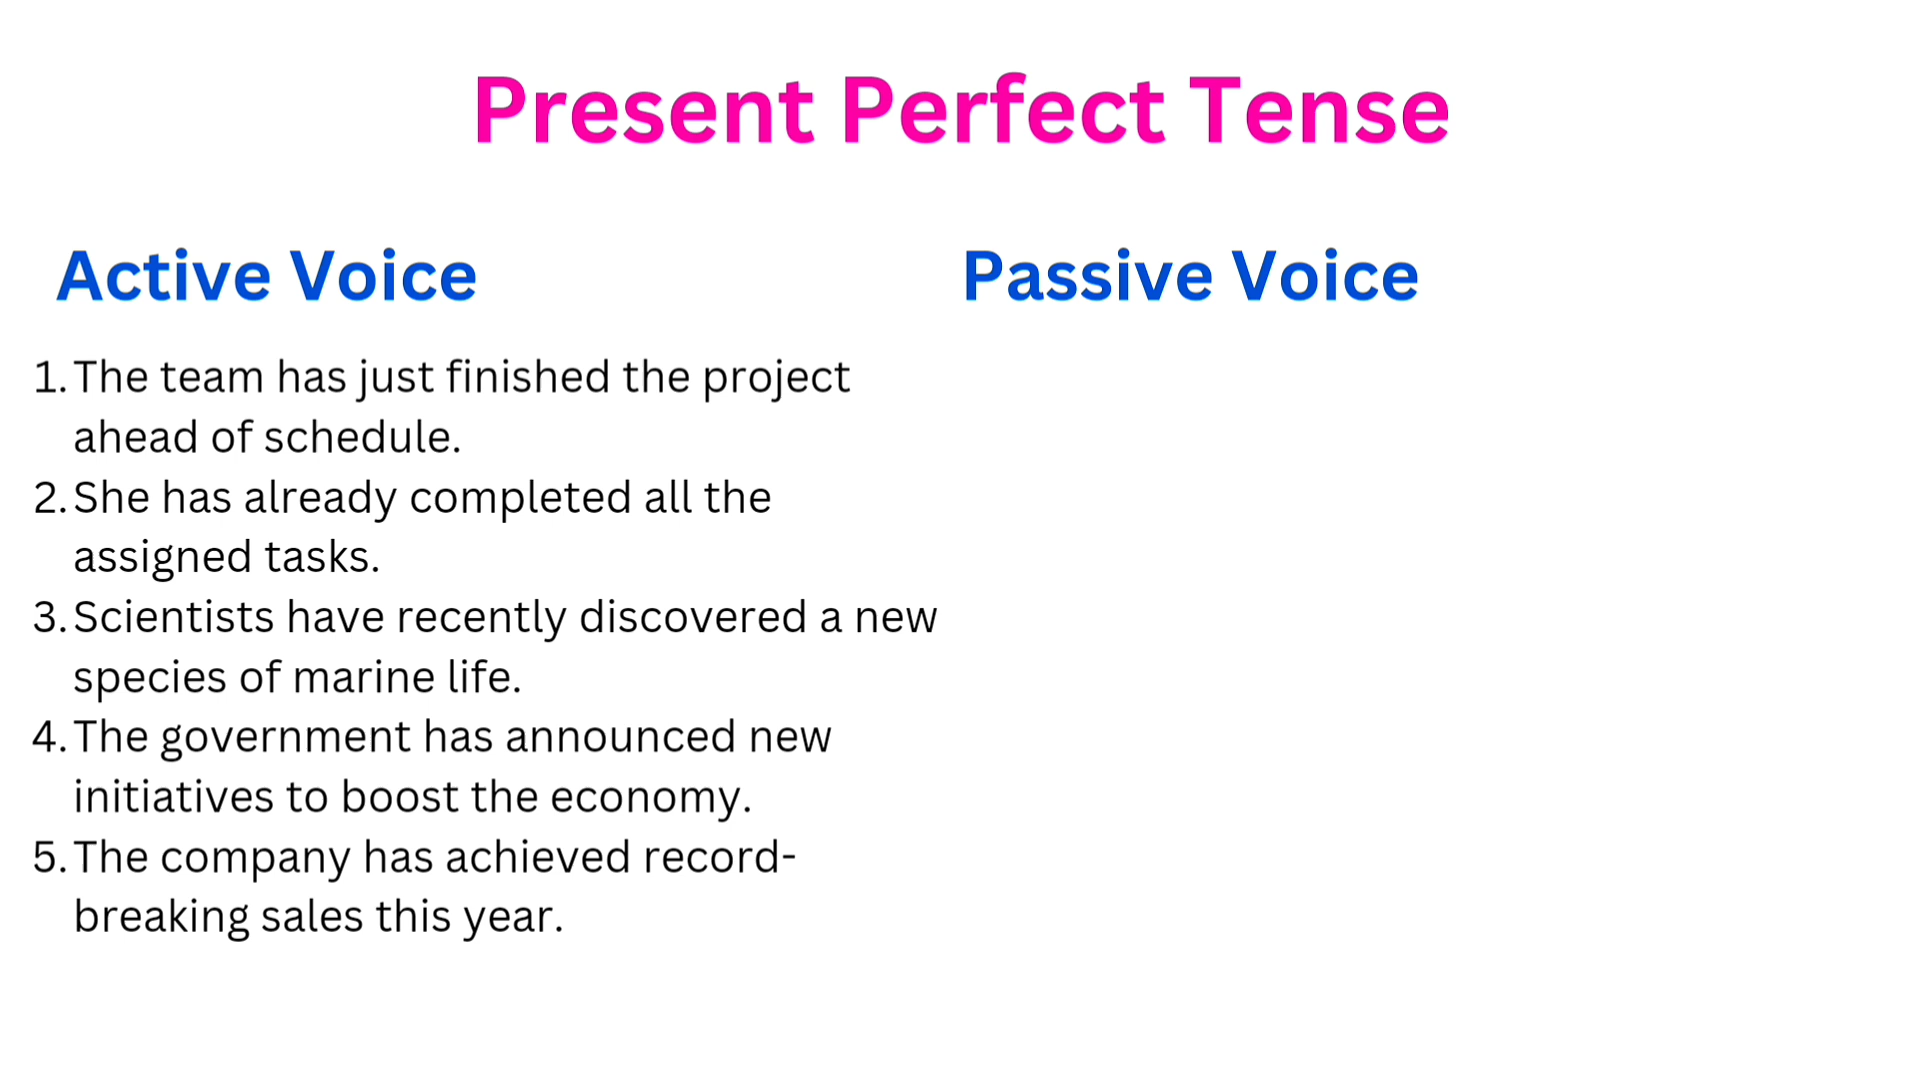 Present Perfect Tense
Active Voice
Passive Voice
1. The team has just finished the project
ahead of schedule.
2. She has already completed all the
assigned tasks.
3. Scientists have recently discovered a new
species of marine life.
4. The government has announced new
initiatives to boost the economy.
5. The company has achieved record-
breaking sales this year.